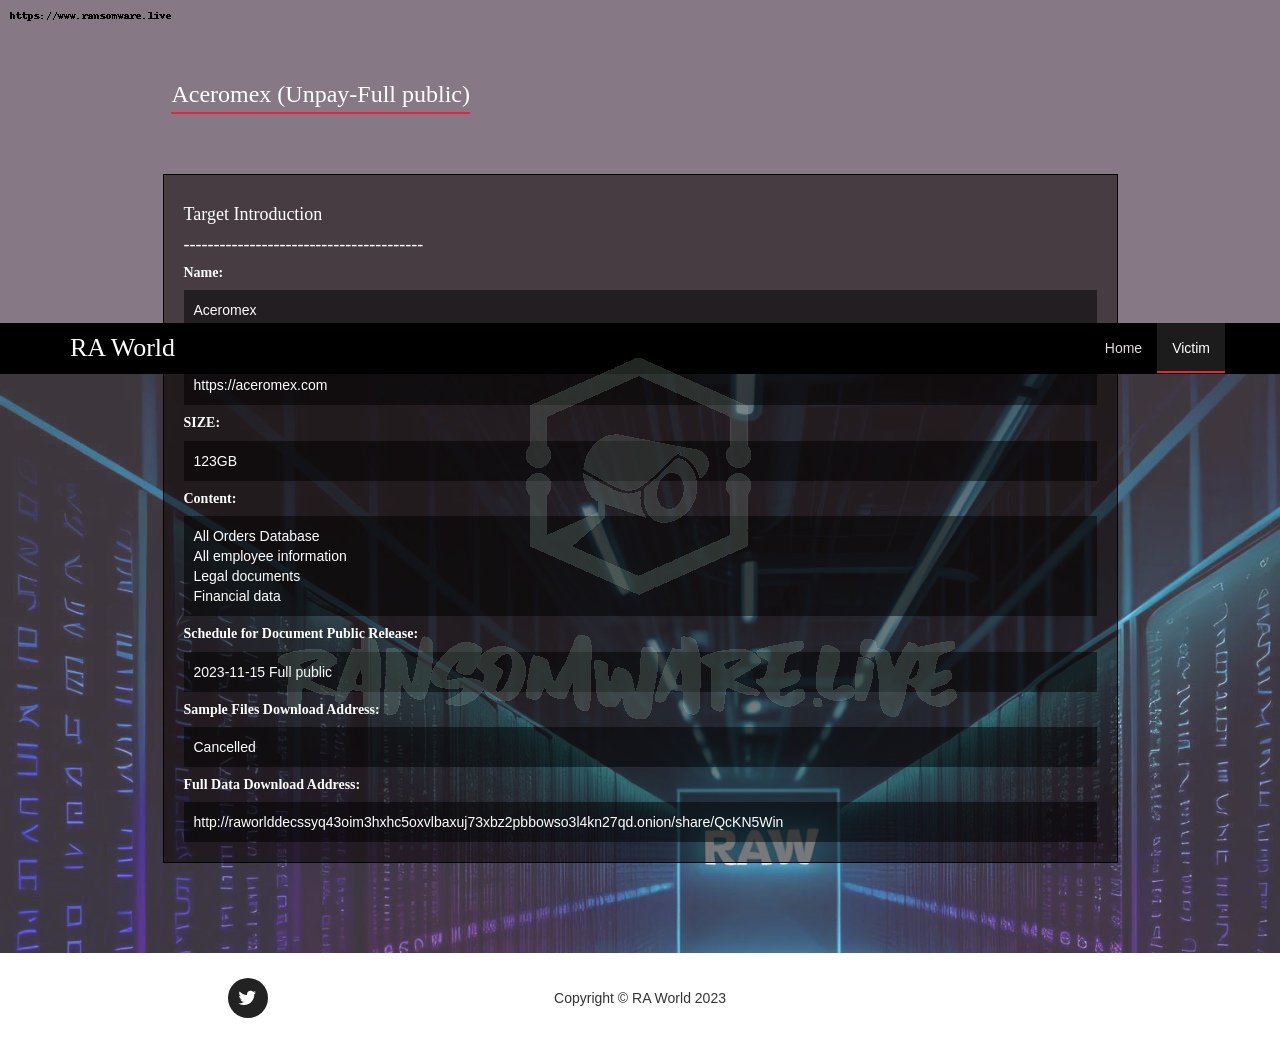 https://www.ransomware.live
Aceromex (Unpay-Full public)
Target Introduction
----------------------------------------
Name:
Aceromex
RA World
Home
Victim
https://aceromex.com
SIZE:
123GB
Content:
All Orders Database
All employee information
Legal documents
Financial data
Schedule for Document Public Release:
RANSOMWARE.LIVE
2023-11-15 Full public
Sample Files Download Address:
Cancelled
Full Data Download Address:
http://raworlddecssyq43oim3hxhc5oxvlbaxuj73xbz2pbbowso3l4kn27qd.onion/share/QcKN5Win
RAW
Copyright © RA World 2023